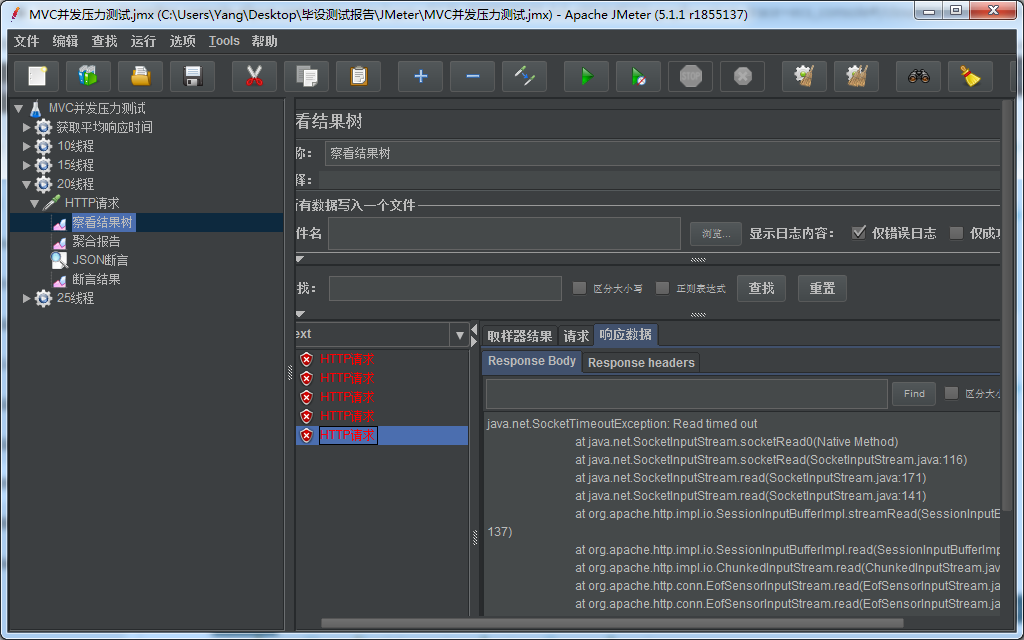 MVC并发压力测试.jmx (C:\Users\Yang\Desktop\毕设测试报告\JMeter\MVC并发压力测试.jmx) - Apache JMeter (5.1.1 r1855137)
文件 编辑 查找 运行 选项 Tools 帮助
STOP
MVC并发压力测试
获取平均响应时间
10线程
15线程
20线程
HTTP请求
察看结果树
聚合报告
JSON断言
断言结果
25线程
看结果树
称： 察看结果树
释：
所有数据写入一个文件
件名 浏览... 显示日志内容： 仅错误日志 仅成功
找： 区分大小写 正则表达式 查找 重置
ext
HTTP请求
HTTP请求
HTTP请求
HTTP请求
HTTP请求
取样器结果 请求 响应数据
Response Body Response headers
Find 区分大小
java.net.SocketTimeoutException: Read timed out
at java.net.SocketInputStream.socketRead0(Native Method)
at java.net.SocketInputStream.socketRead(SocketInputStream.java:116)
at java.net.SocketInputStream.read(SocketInputStream.java:171)
at java.net.SocketInputStream.read(SocketInputStream.java:141)
at org.apache.http.impl.io.SessionInputBufferImpl.streamRead(SessionInputB
137)
at org.apache.http.impl.io.SessionInputBufferImpl.read(SessionInputBufferImp
at org.apache.http.impl.io.ChunkedInputStream.read(ChunkedInputStream.jav
at org.apache.http.conn.EofSensorInputStream.read(EofSensorInputStream.ja
at org.apache.http.conn.EofSensorInputStream.read(EofSensorInputStream.ja